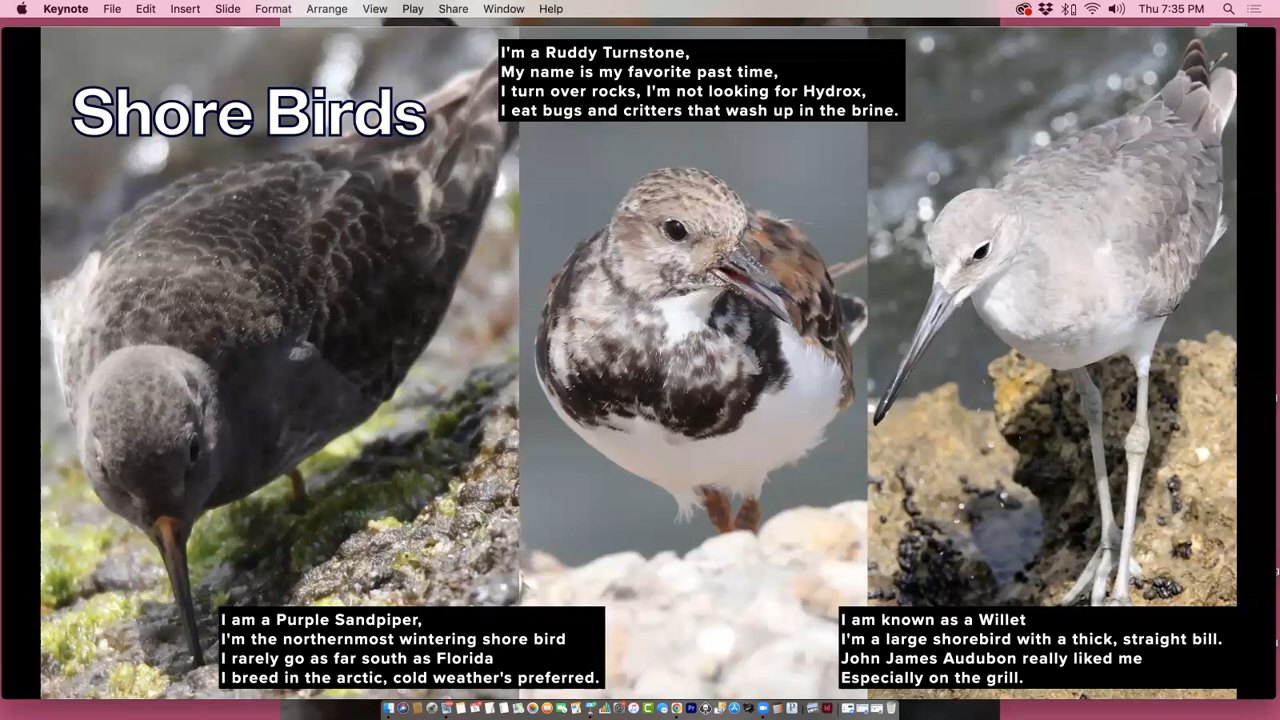 Keynote File Edit Insert Slide Format Arrange View Play Share Window Help Thu 7:35 PM
Shore Birds
I'm a Ruddy Turnstone,
My name is my favorite past time,
I turn over rocks, I'm not looking for Hydrox,
I eat bugs and critters that wash up in the brine.
I am a Purple Sandpiper,
I'm the northernmost wintering shore bird
I rarely go as far south as Florida
I breed in the arctic, cold weather's preferred.
I am known as a Willet
I'm a large shorebird with a thick, straight bill.
John James Audubon really liked me
Especially on the grill.